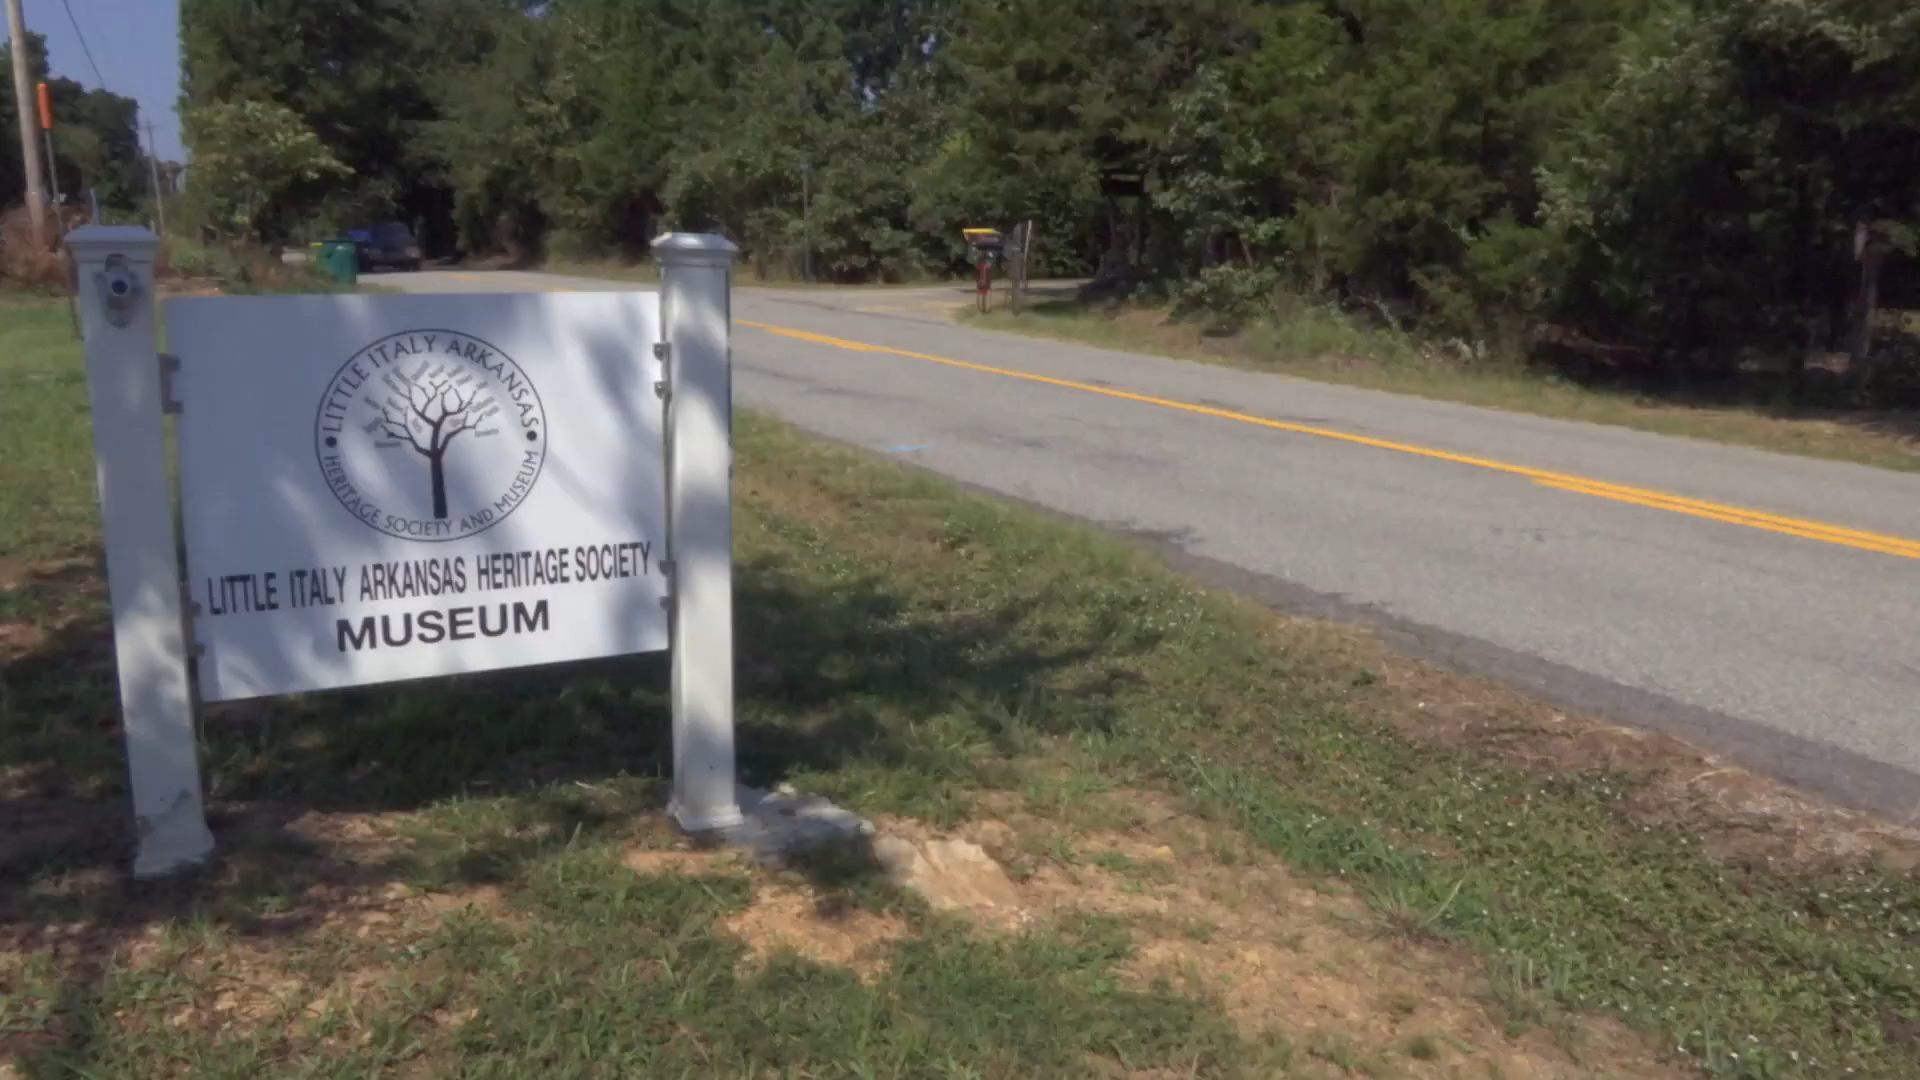 LITTLE ITALY ARKANSAS
HERITAGE SOCIETY AND MUSEUM
LITTLE ITALY ARKANSAS HERITAGE SOCIETY
MUSEUM